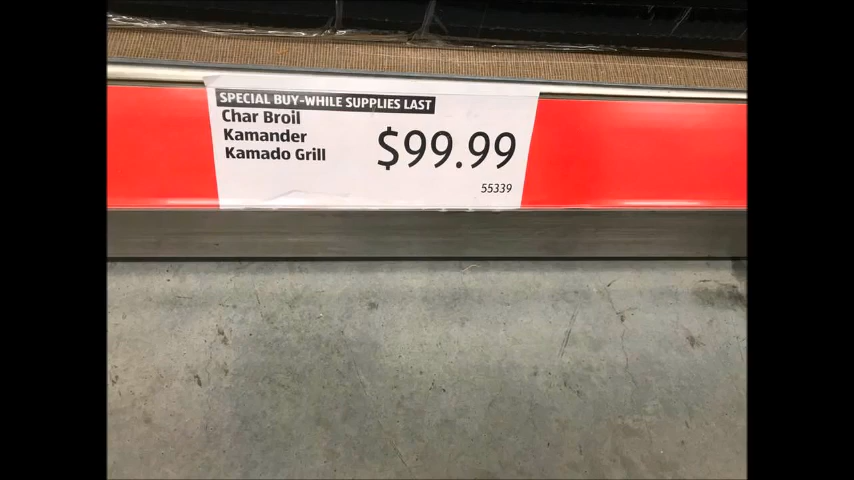 SPECIAL BUY-WHILE SUPPLIES LAST
Char Broil
Kamander
Kamado Grill
$99.99
55339